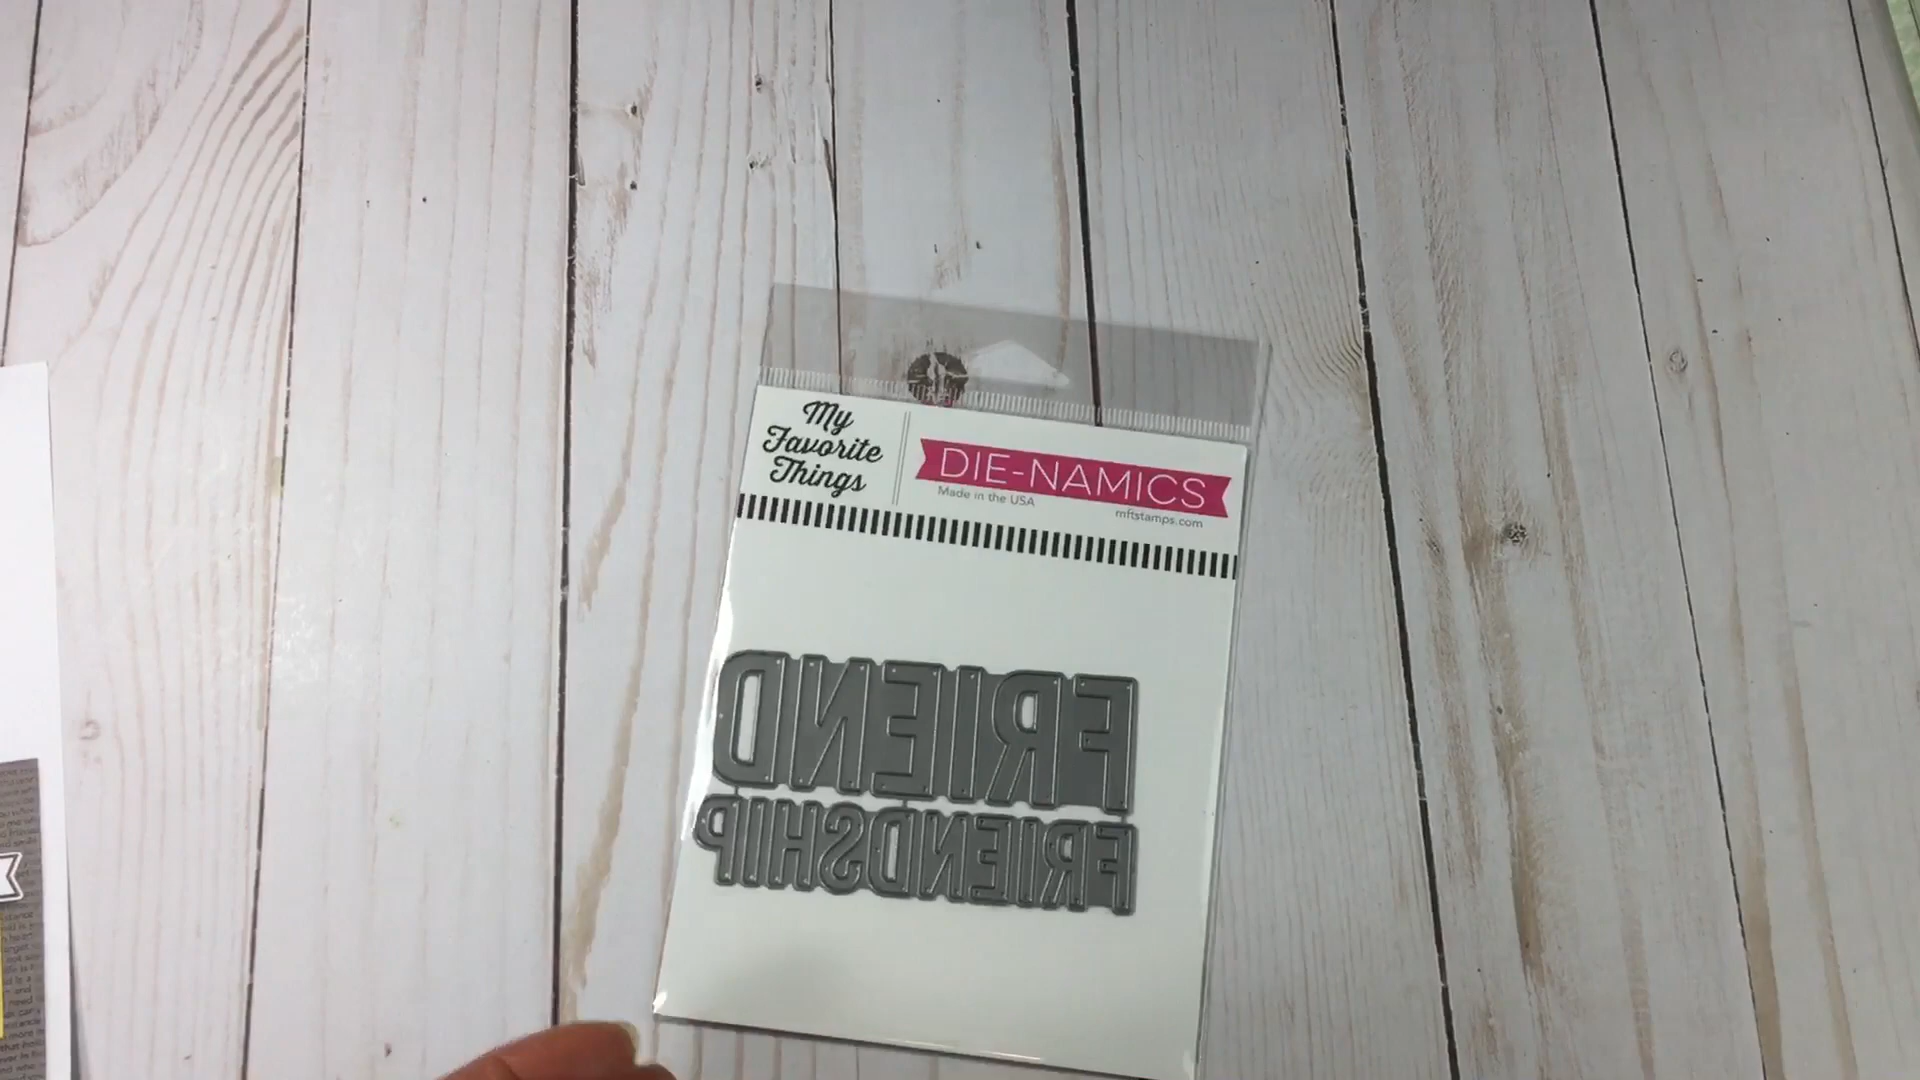 My
Favorite
Things
DIE-NAMICS
Made in the USA
mftstamps.com
FRIEND
FRIENDSHIP